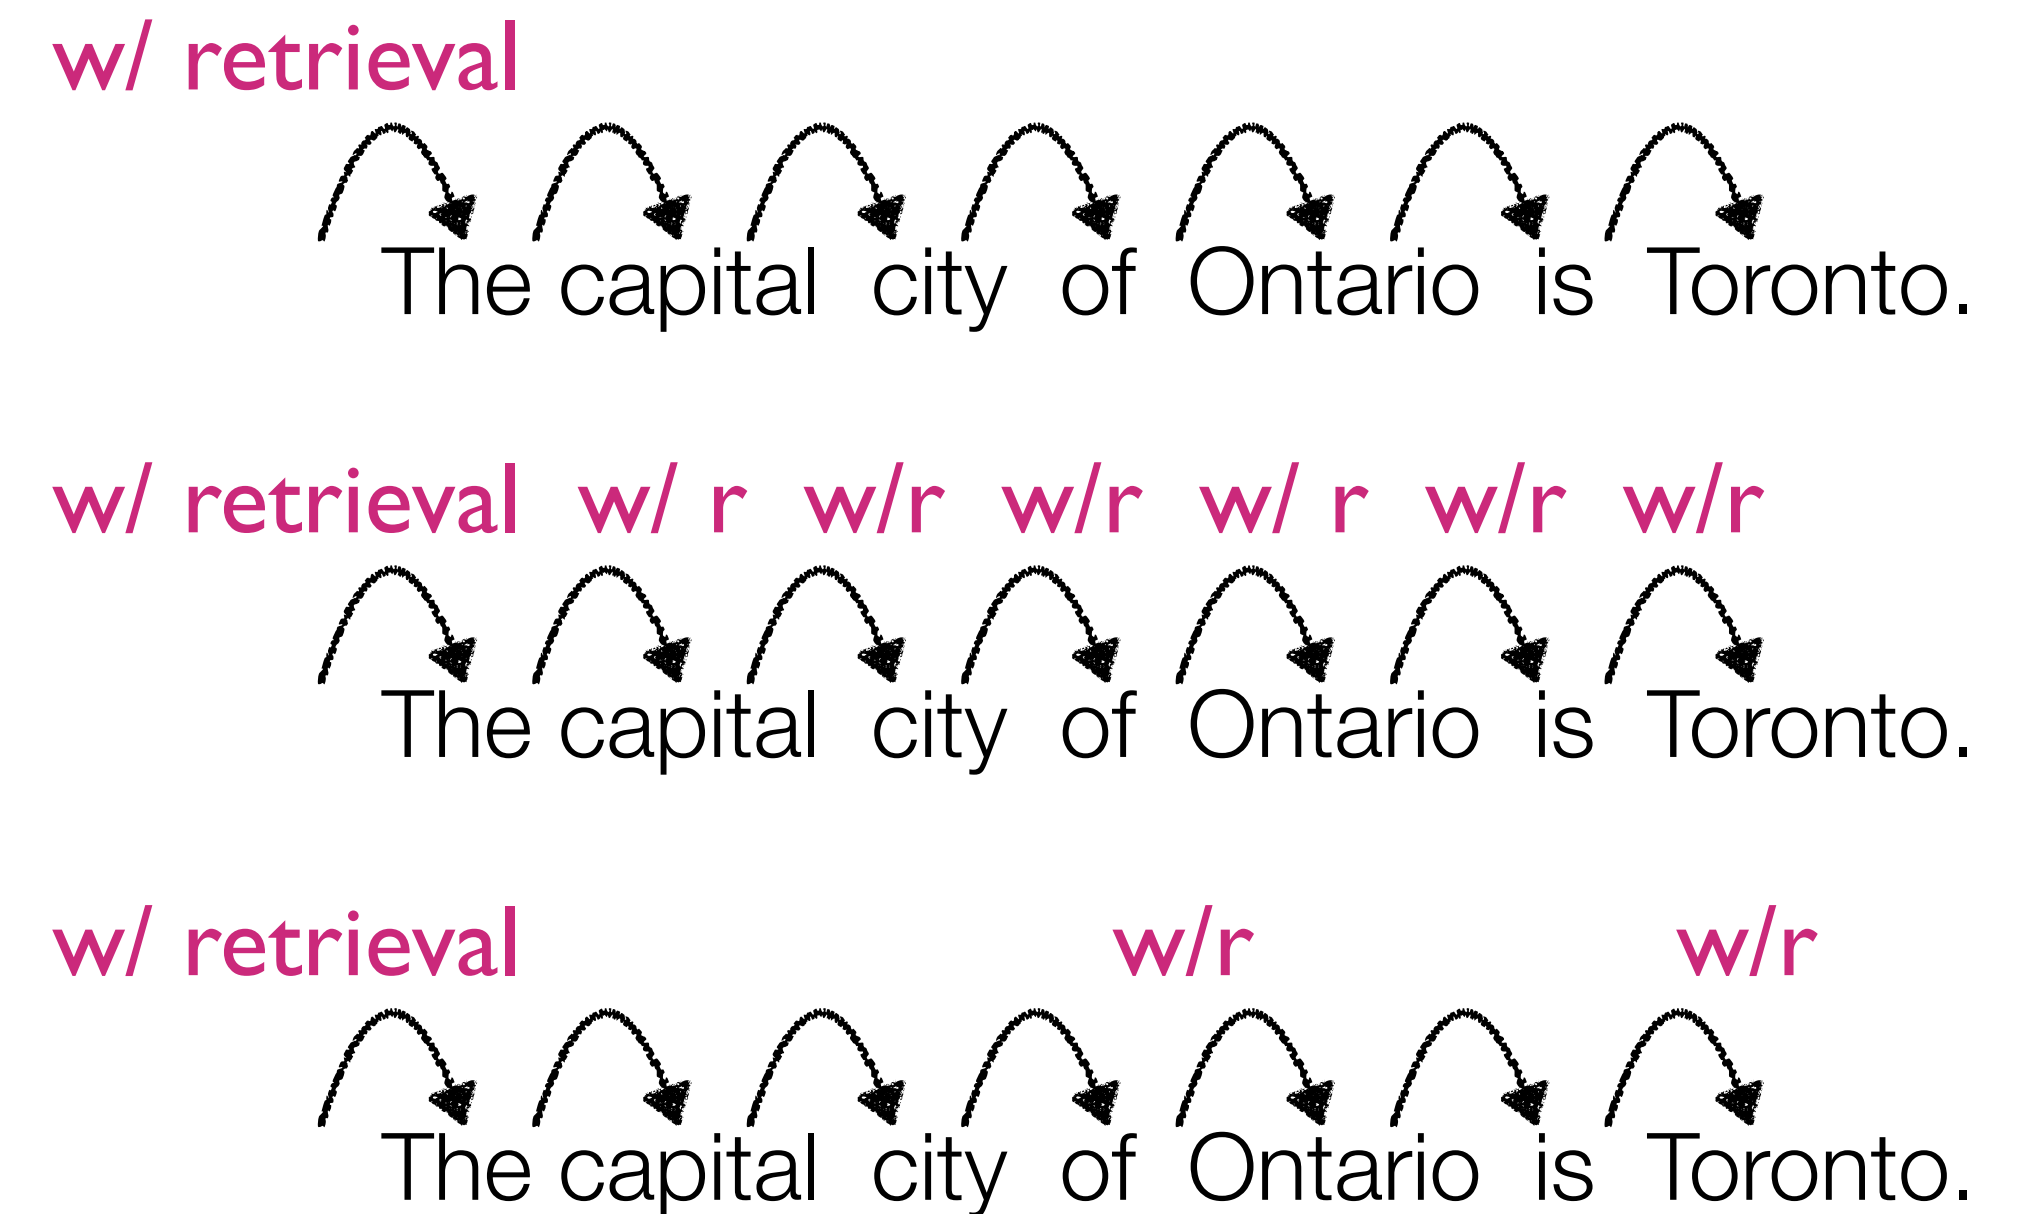 w/ retrieval
The capital city of Ontario is Toronto.
w/ retrieval w/ r w/r w/r w/ r w/r w/r
The capital city of Ontario is Toronto.
w/ retrieval w/r w/r
The capital city of Ontario is Toronto.